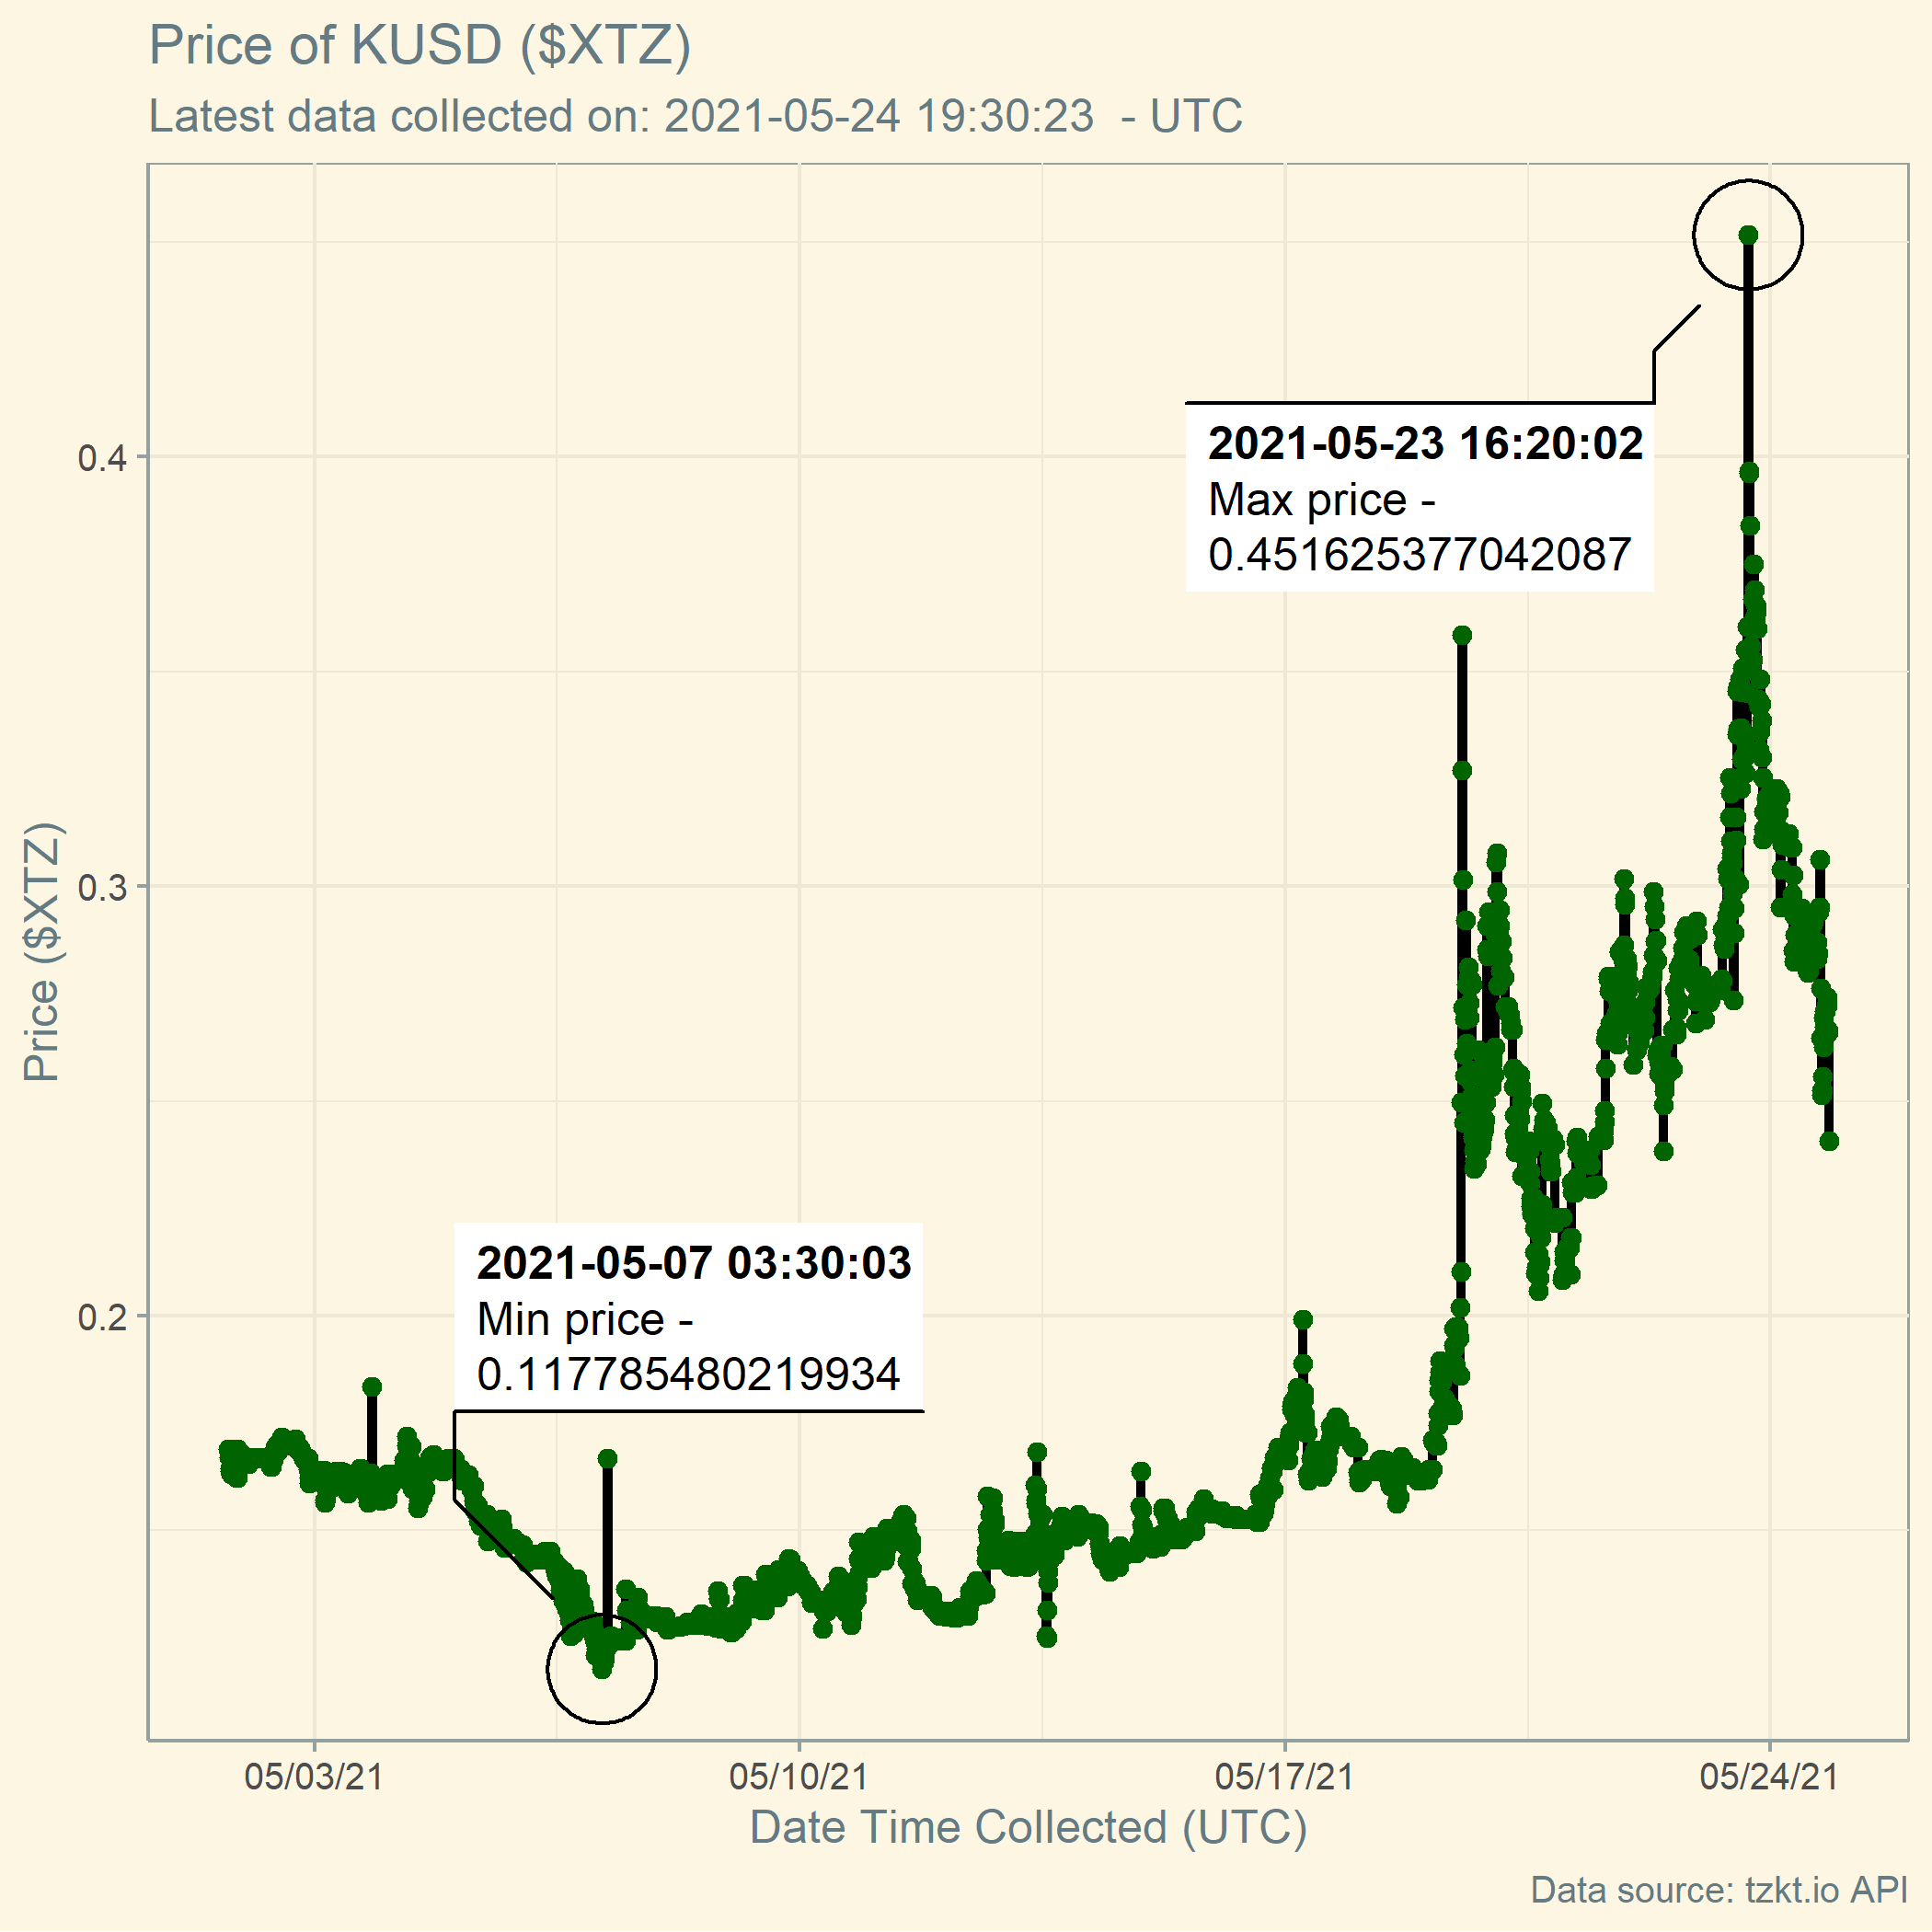 Price of KUSD ($XTZ)
Latest data collected on: 2021-05-24 19:30:23  - UTC
2021-05-23 16:20:02
Max price -
0.451625377042087
2021-05-07 03:30:03
Min price -
0.117785480219934
Price ($XTZ)
0.4
0.3
0.2
05/03/21
05/10/21
05/17/21
05/24/21
Date Time Collected (UTC)
Data source: tzkt.io API